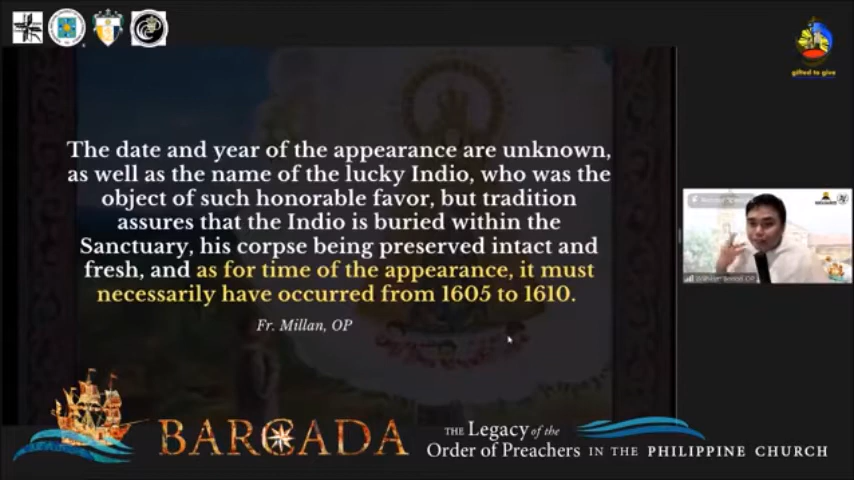 gifted to give
The date and year of the appearance are unknown,
as well as the name of the lucky Indio, who was the
object of such honorable favor, but tradition
assures that the Indio is buried within the
Sanctuary, his corpse being preserved intact and
fresh, and as for time of the appearance, it must
necessarily have occurred from 1605 to 1610.
Fr. Millan, OP
BARCADA
THE Legacy of the
Order of Preachers IN THE PHILIPPINE CHURCH